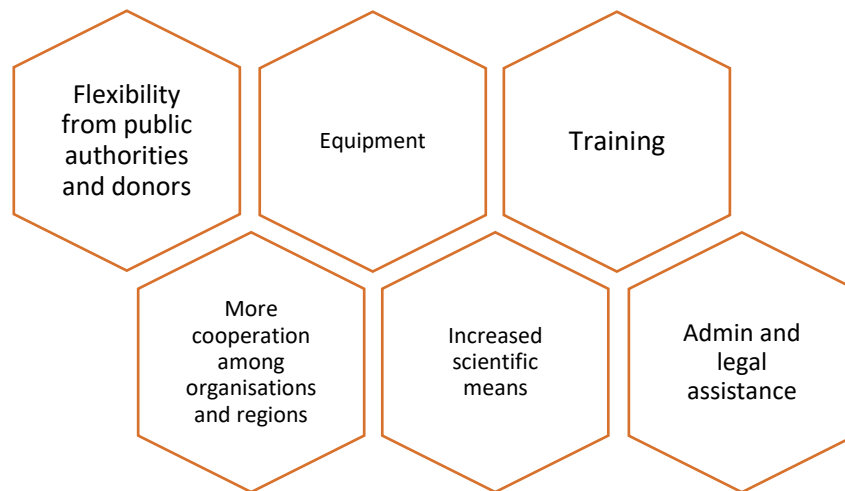 Flexibility
from public
authorities
and donors
Equipment
Training
More
cooperation
among
organisations
and regions
Increased
scientific
means
Admin and
legal
assistance